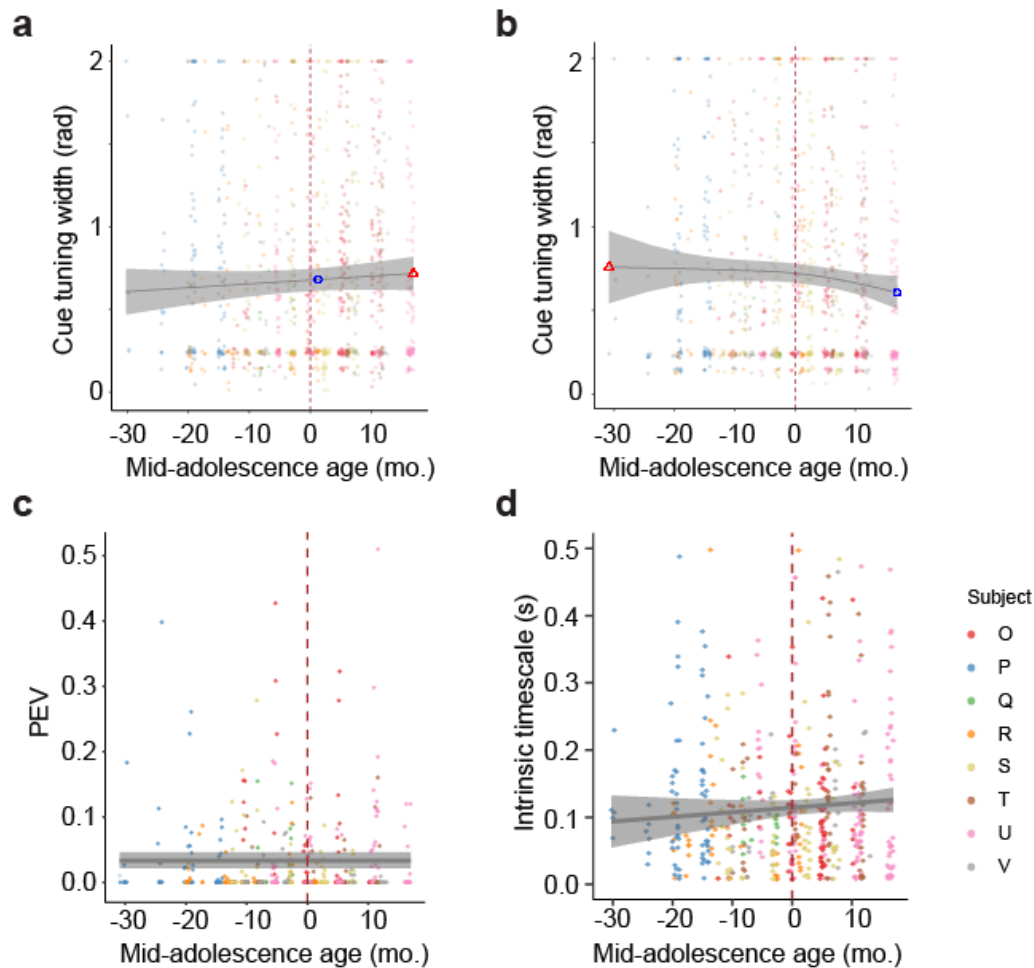 a
b
2
1
0
Cue tuning width (rad)
-30 -20 -10 0 10
Mid-adolescence age (mo.)
2
1
0
Cue tuning width (rad)
-30 -20 -10 0 10
Mid-adolescence age (mo.)
c
d
0.5
0.4
0.3
0.2
0.1
0.0
PEV
-30 -20 -10 0 10
Mid-adolescence age (mo.)
0.5
0.4
0.3
0.2
0.1
0.0
Intrinsic timescale (s)
-30 -20 -10 0 10
Mid-adolescence age (mo.)
Subject
O
P
Q
R
S
T
U
V